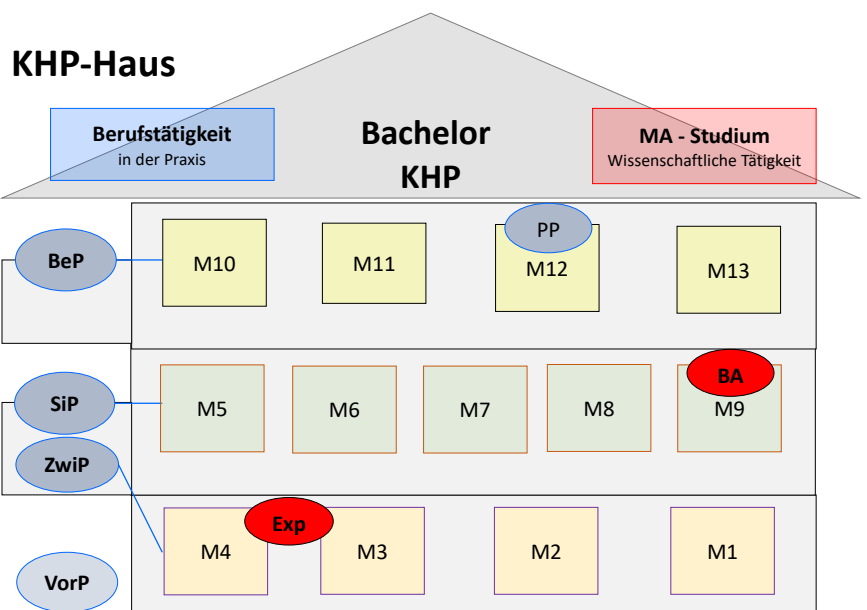 KHP-Haus
Berufstätigkeit
in der Praxis
Bachelor
KHP
MA - Studium
Wissenschaftliche Tätigkeit
BeP
M10
M11
PP
M12
M13
SiP
M5
M6
M7
M8
BA
M9
ZwiP
Exp
M4
M3
M2
M1
VorP